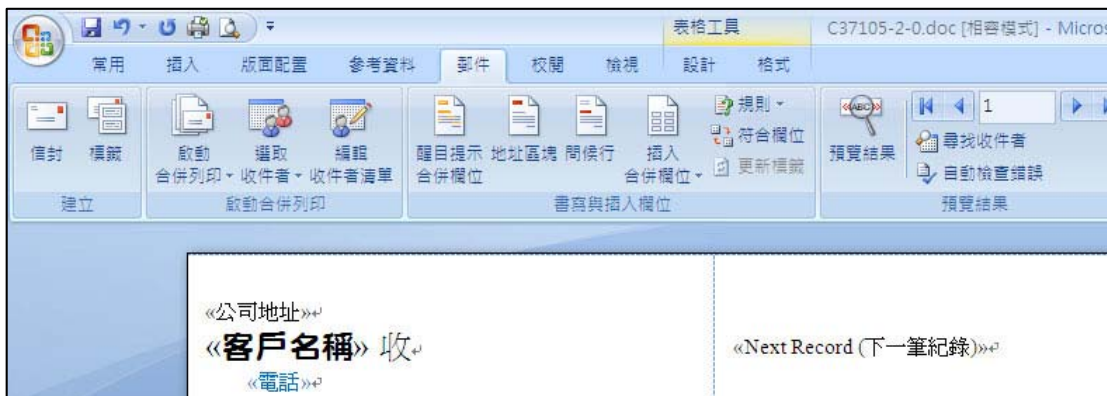 表格工具
C37105-2-0.doc [相容模式] - Micros
常用 插入 版面配置 參考資料 郵件 校閱 檢視 設計 格式
信封 標籤 啟動 選取 編輯 醒目提示 地址區塊 問候行 插入 規則 ABC 預覽結果 1
合併列印 收件者 收件者清單 合併欄位 合併欄位 符合欄位 尋找收件者
更新標籤 自動檢查錯誤
建立 啟動合併列印 書寫與插入欄位 預覽結果
«公司地址»
«客戶名稱» 收
«Next Record (下一筆紀錄)»
«電話»